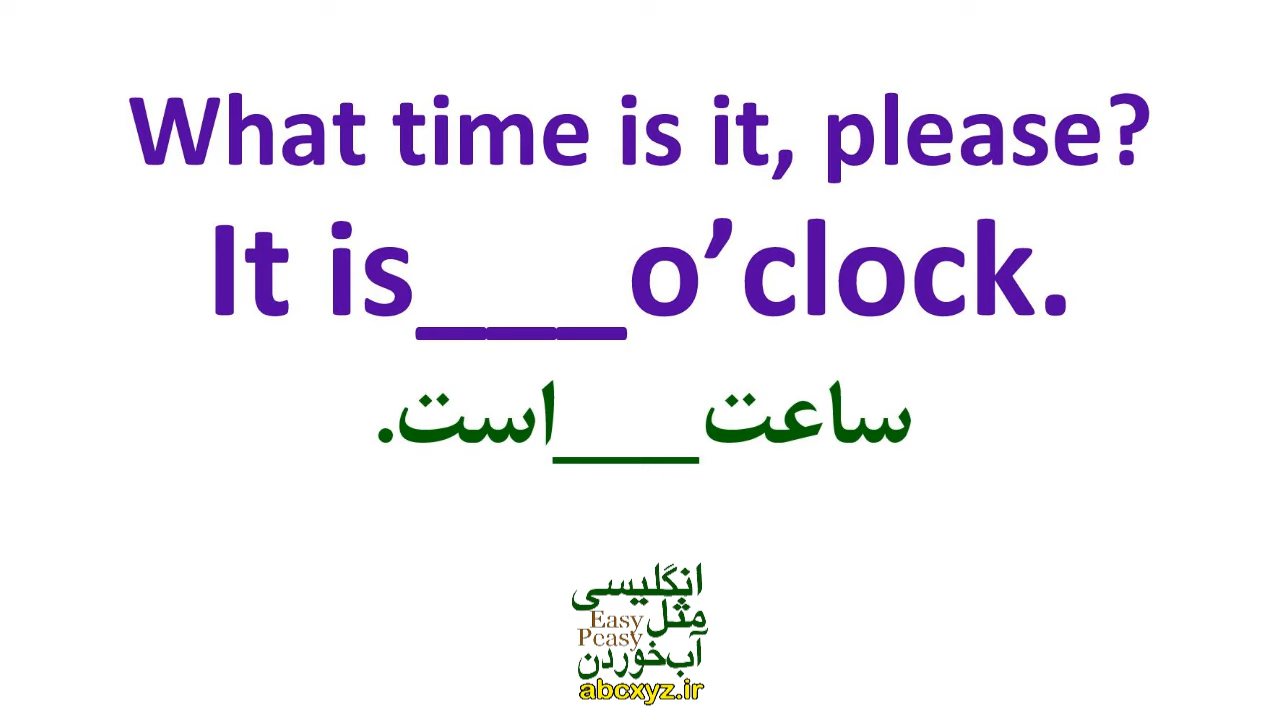 What time is it, please?
It is___o’clock.
ساعت___است.
انگلیسی
مثل
Easy
Peasy
آب‌خوردن
abcxyz.ir